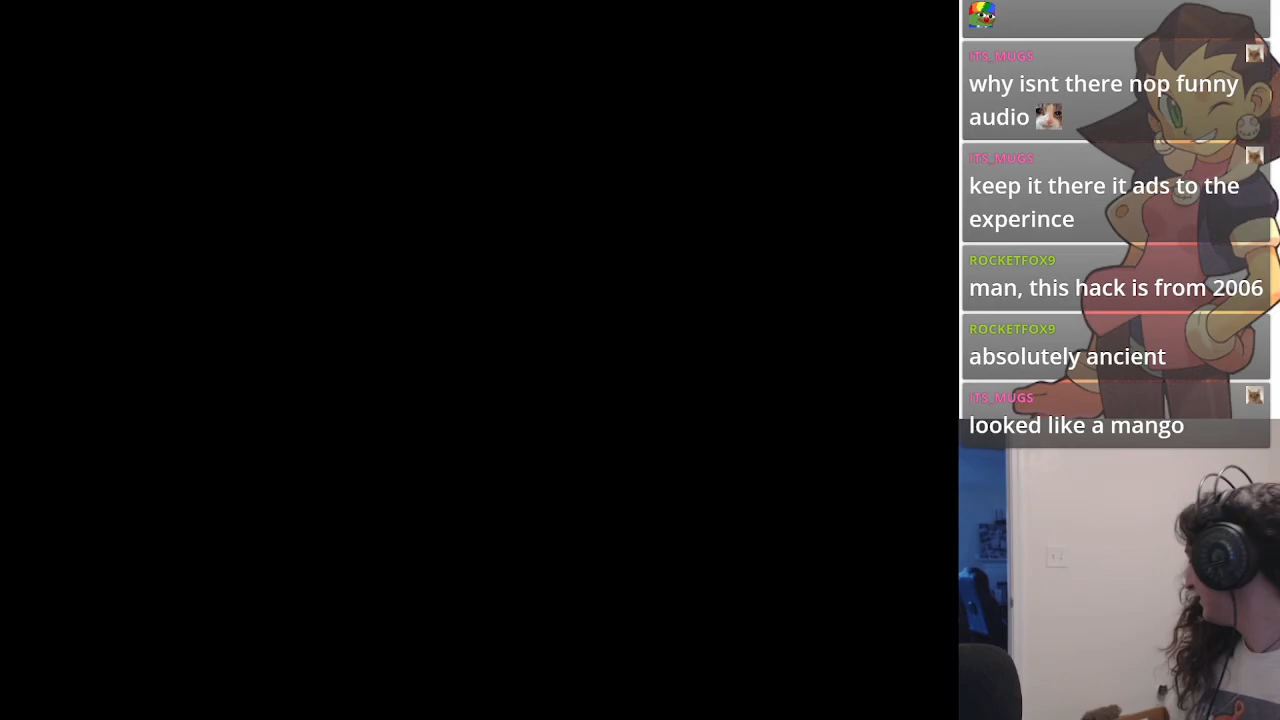 ITS_MUGS
why isnt there nop funny
audio
ITS_MUGS
keep it there it ads to the
experince
ROCKETFOX9
man, this hack is from 2006
ROCKETFOX9
absolutely ancient
ITS_MUGS
looked like a mango